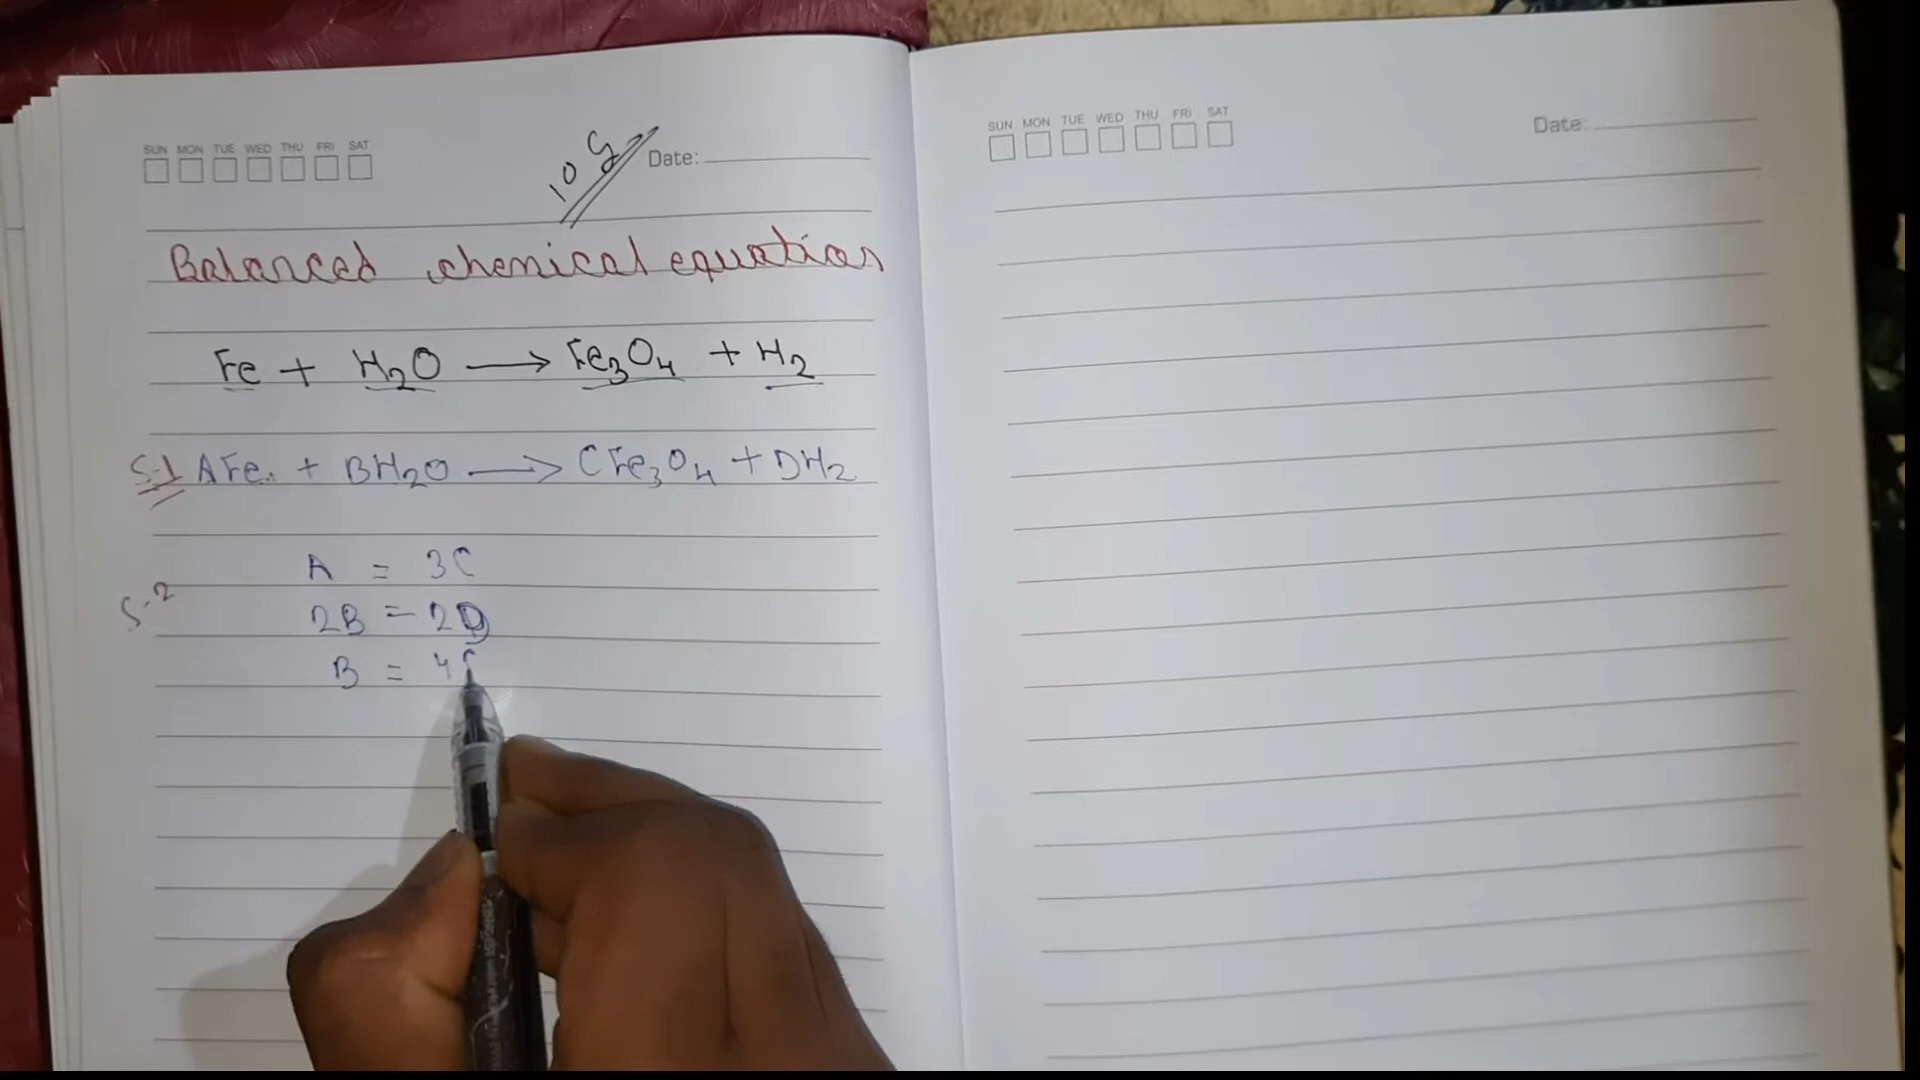 SUN MON TUE WED THU FRI SAT
Date:
Balanced chemical equation
Fe + H₂O ⟶ Fe₃O₄ + H₂
S-1 AFe + BH₂O ⟶ CFe₃O₄ + DH₂
A = 3C
S-2
2B = 2D
B = 4C
SUN MON TUE WED THU FRI SAT
Date: